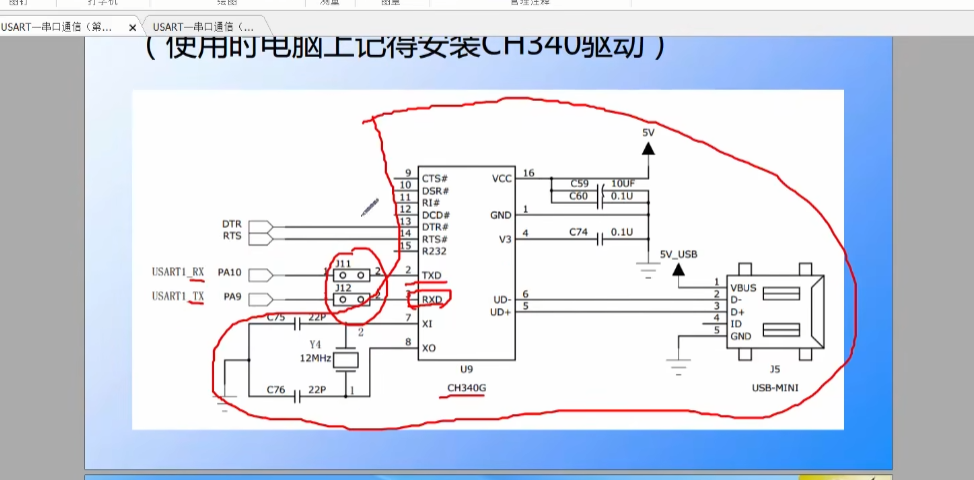 USART—串口通信（第... USART—串口通信（...
（使用时电脑上记得安装CH340驱动）
5V
9 CTS# VCC 16 C59 10UF
10 DSR# C60 0.1U
11 RI#
12 DCD# GND 1
DTR 13 DTR#
RTS 14 RTS# V3 4 C74 0.1U
15 R232
J11 5V_USB
USART1_RX PA10 1 2 2 TXD
J12 1 VBUS
USART1_TX PA9 2 RXD UD- 6 2 D-
UD+ 5 3 D+
C75 22P 7 XI 4 ID
2 5 GND
Y4 8 XO
12MHz
U9 J5
C76 22P 1 CH340G USB-MINI